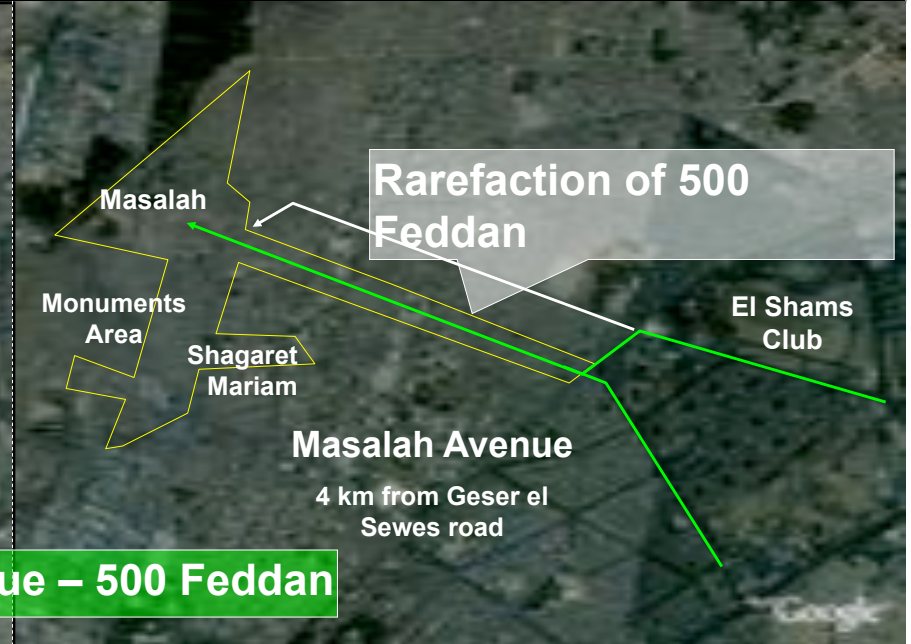 Rarefaction of 500
Feddan
Masalah
Monuments
Area
El Shams
Club
Shagaret
Mariam
Masalah Avenue
4 km from Geser el
Sewes road
ue – 500 Feddan
Google